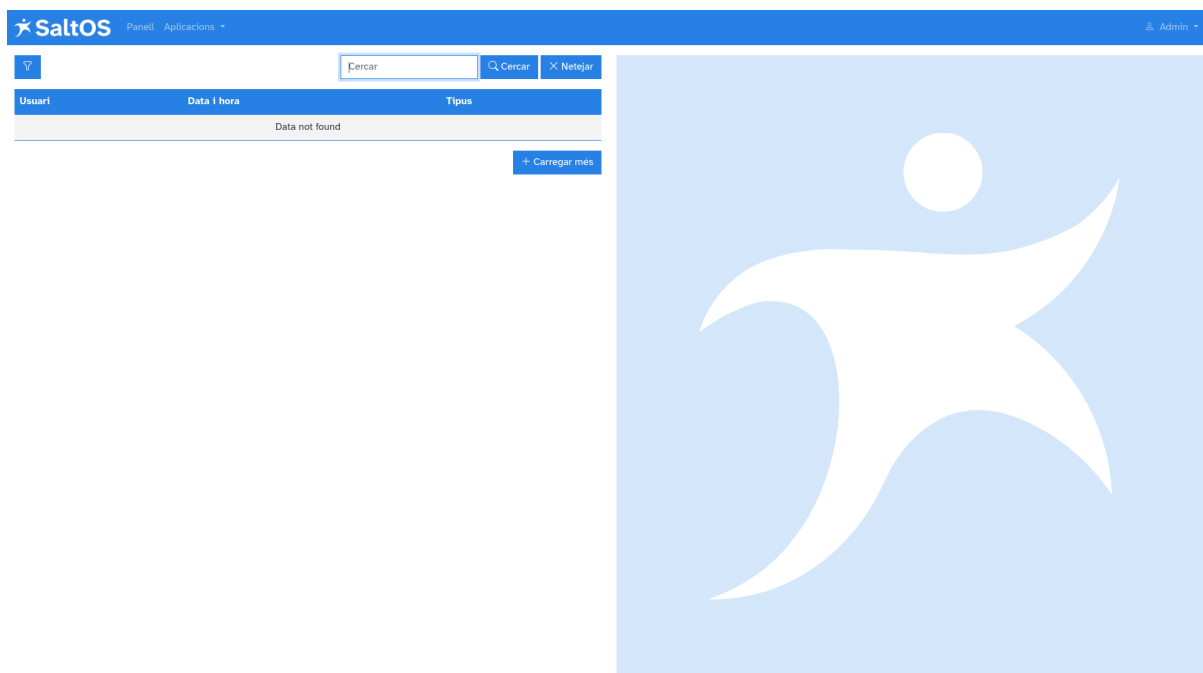 SaltOS Panell Aplicacions Admin
Cercar Cercar Netejar
Usuari Data i hora Tipus
Data not found
Carregar més